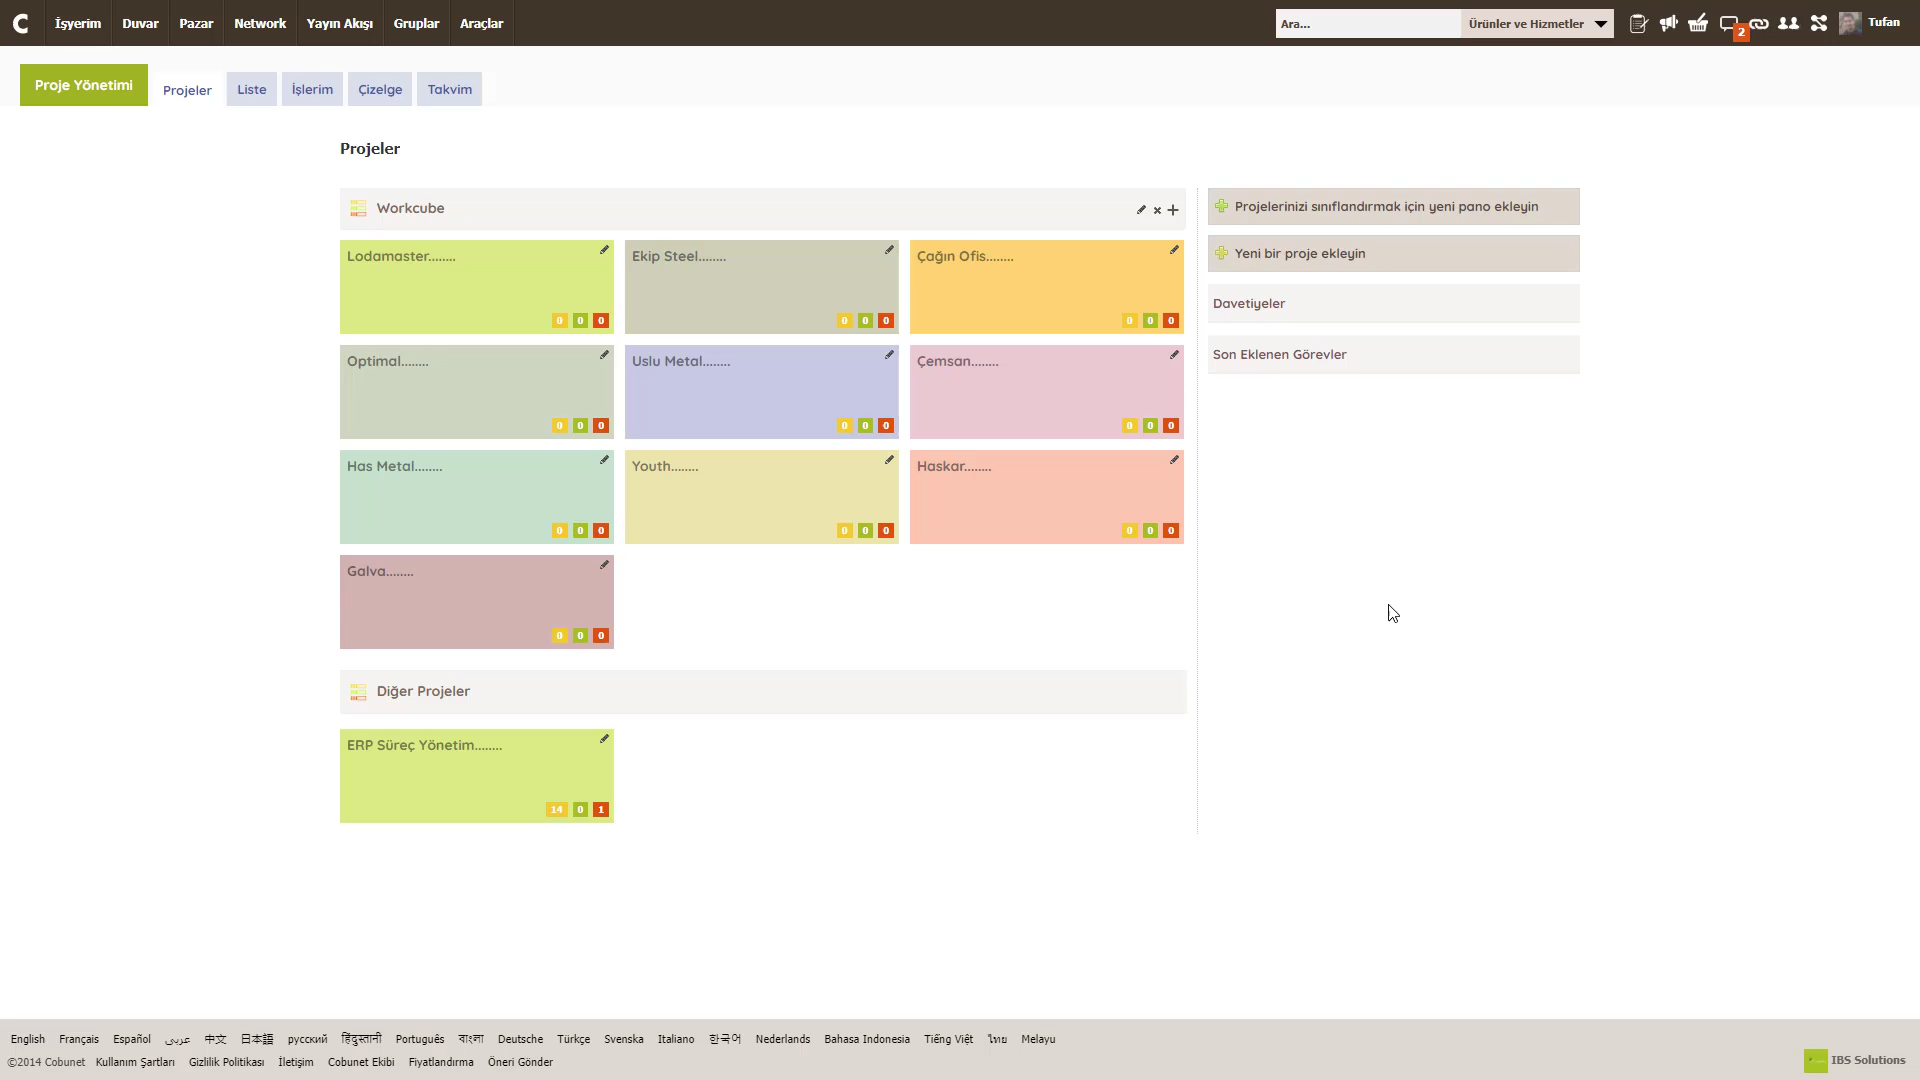 C İşyerim Duvar Pazar Network Yayın Akışı Gruplar Araçlar Ara... Ürünler ve Hizmetler 2 Tufan
Proje Yönetimi Projeler Liste İşlerim Çizelge Takvim
Projeler
Workcube
Projelerinizi sınıflandırmak için yeni pano ekleyin
Yeni bir proje ekleyin
Davetiyeler
Son Eklenen Görevler
Lodamaster........ Ekip Steel........ Çağın Ofis........
0 0 0 0 0 0 0 0 0
Optimal........ Uslu Metal........ Çemsan........
0 0 0 0 0 0 0 0 0
Has Metal........ Youth........ Haskar........
0 0 0 0 0 0 0 0 0
Galva........
0 0 0
Diğer Projeler
ERP Süreç Yönetim........
14 0 1
English Français Español عربى 中文 日本語 русский हिंदुस्तानी Português বাংলা Deutsche Türkçe Svenska Italiano 한국어 Nederlands Bahasa Indonesia Tiếng Việt ไทย Melayu
©2014 Cobunet Kullanım Şartları Gizlilik Politikası İletişim Cobunet Ekibi Fiyatlandırma Öneri Gönder
IBS Solutions